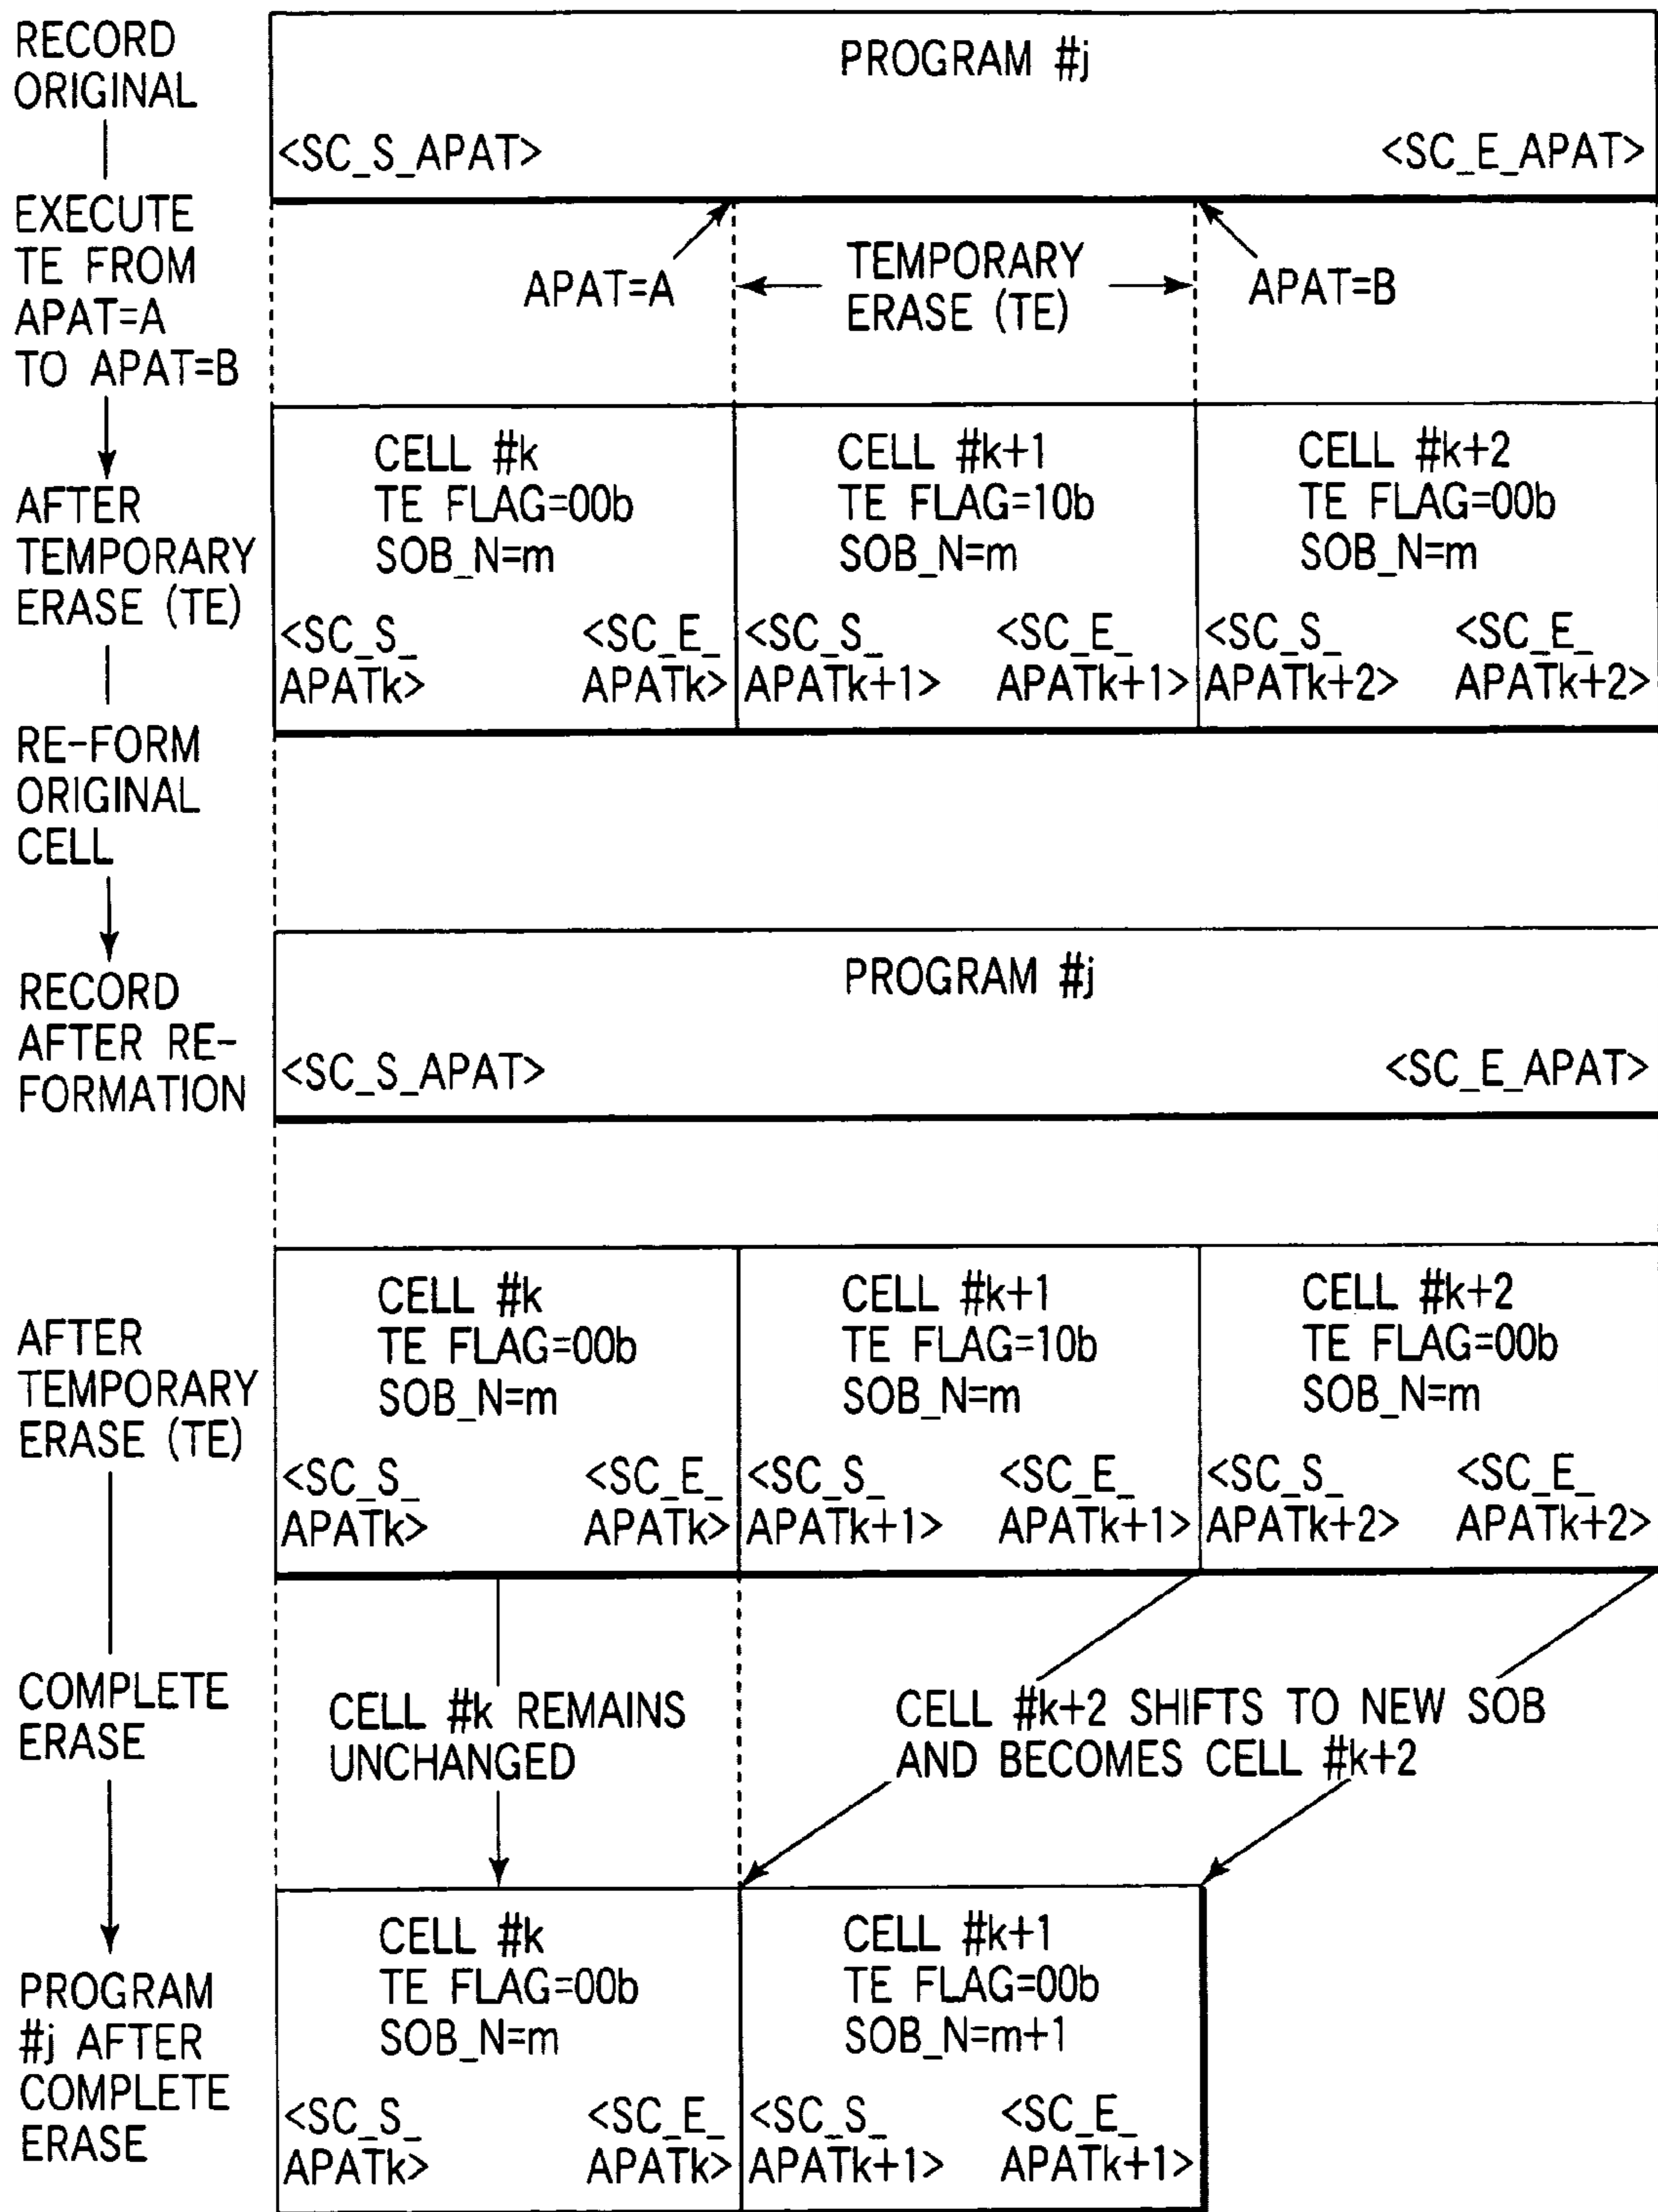 RECORD
ORIGINAL
PROGRAM #j
<SC_S_APAT>
<SC_E_APAT>
EXECUTE
TE FROM
APAT=A
TO APAT=B
APAT=A
TEMPORARY
ERASE (TE)
APAT=B
AFTER
TEMPORARY
ERASE (TE)
CELL #k
TE FLAG=00b
SOB_N=m
<SC_S_
APATk>
<SC_E_
APATk>
CELL #k+1
TE FLAG=10b
SOB_N=m
<SC_S_
APATk+1>
<SC_E_
APATk+1>
CELL #k+2
TE FLAG=00b
SOB_N=m
<SC_S_
APATk+2>
<SC_E_
APATk+2>
RE-FORM
ORIGINAL
CELL
RECORD
AFTER RE-
FORMATION
PROGRAM #j
<SC_S_APAT>
<SC_E_APAT>
AFTER
TEMPORARY
ERASE (TE)
CELL #k
TE FLAG=00b
SOB_N=m
<SC_S_
APATk>
<SC_E_
APATk>
CELL #k+1
TE FLAG=10b
SOB_N=m
<SC_S_
APATk+1>
<SC_E_
APATk+1>
CELL #k+2
TE FLAG=00b
SOB_N=m
<SC_S_
APATk+2>
<SC_E_
APATk+2>
COMPLETE
ERASE
CELL #k REMAINS
UNCHANGED
CELL #k+2 SHIFTS TO NEW SOB
AND BECOMES CELL #k+2
PROGRAM
#j AFTER
COMPLETE
ERASE
CELL #k
TE FLAG=00b
SOB_N=m
<SC_S_
APATk>
<SC_E_
APATk>
CELL #k+1
TE FLAG=00b
SOB_N=m+1
<SC_S_
APATk+1>
<SC_E_
APATk+1>